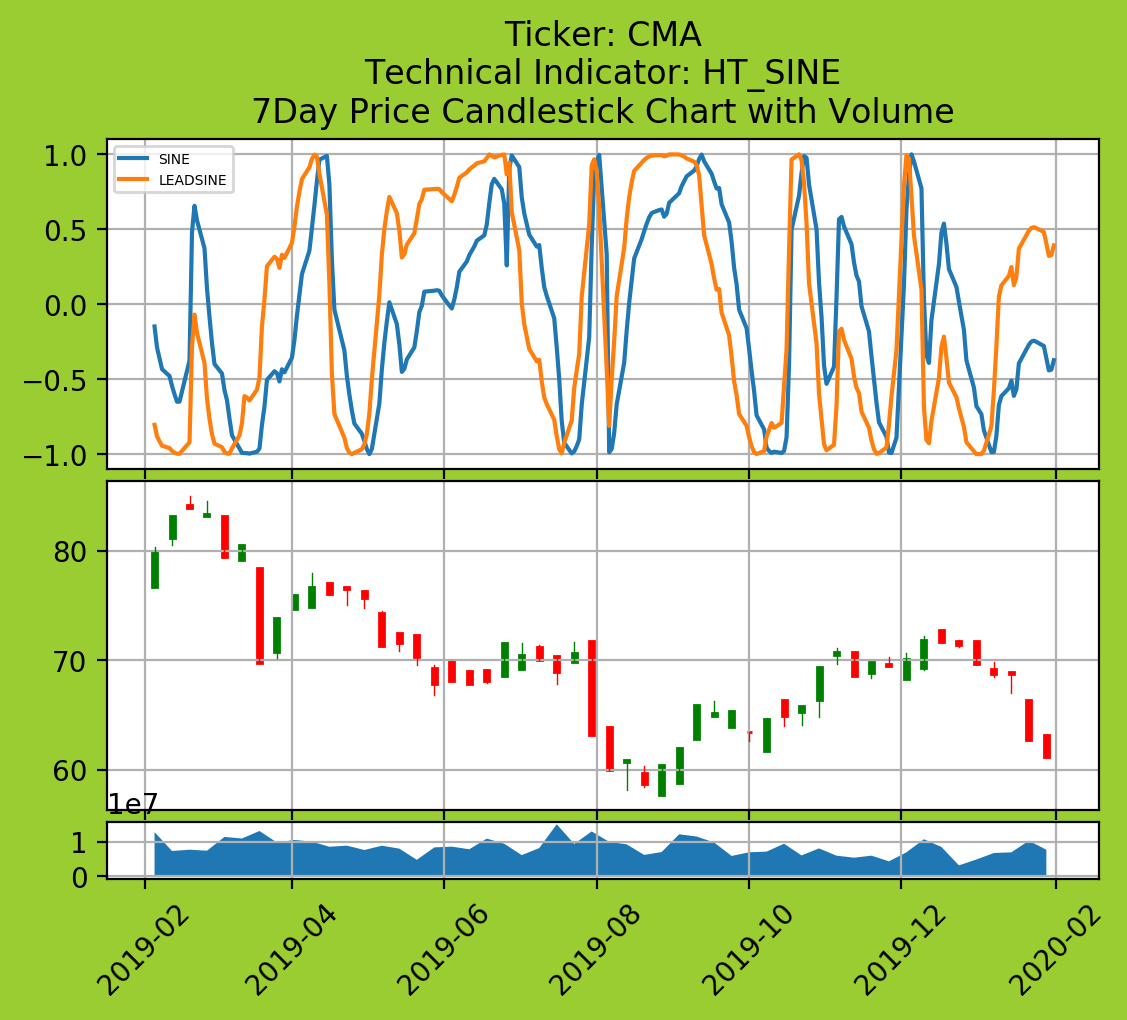 Ticker: CMA
Technical Indicator: HT_SINE
7Day Price Candlestick Chart with Volume
1.0
0.5
0.0
−0.5
−1.0
SINE
LEADSINE
80
70
60
1e7
1
0
2019-02
2019-04
2019-06
2019-08
2019-10
2019-12
2020-02